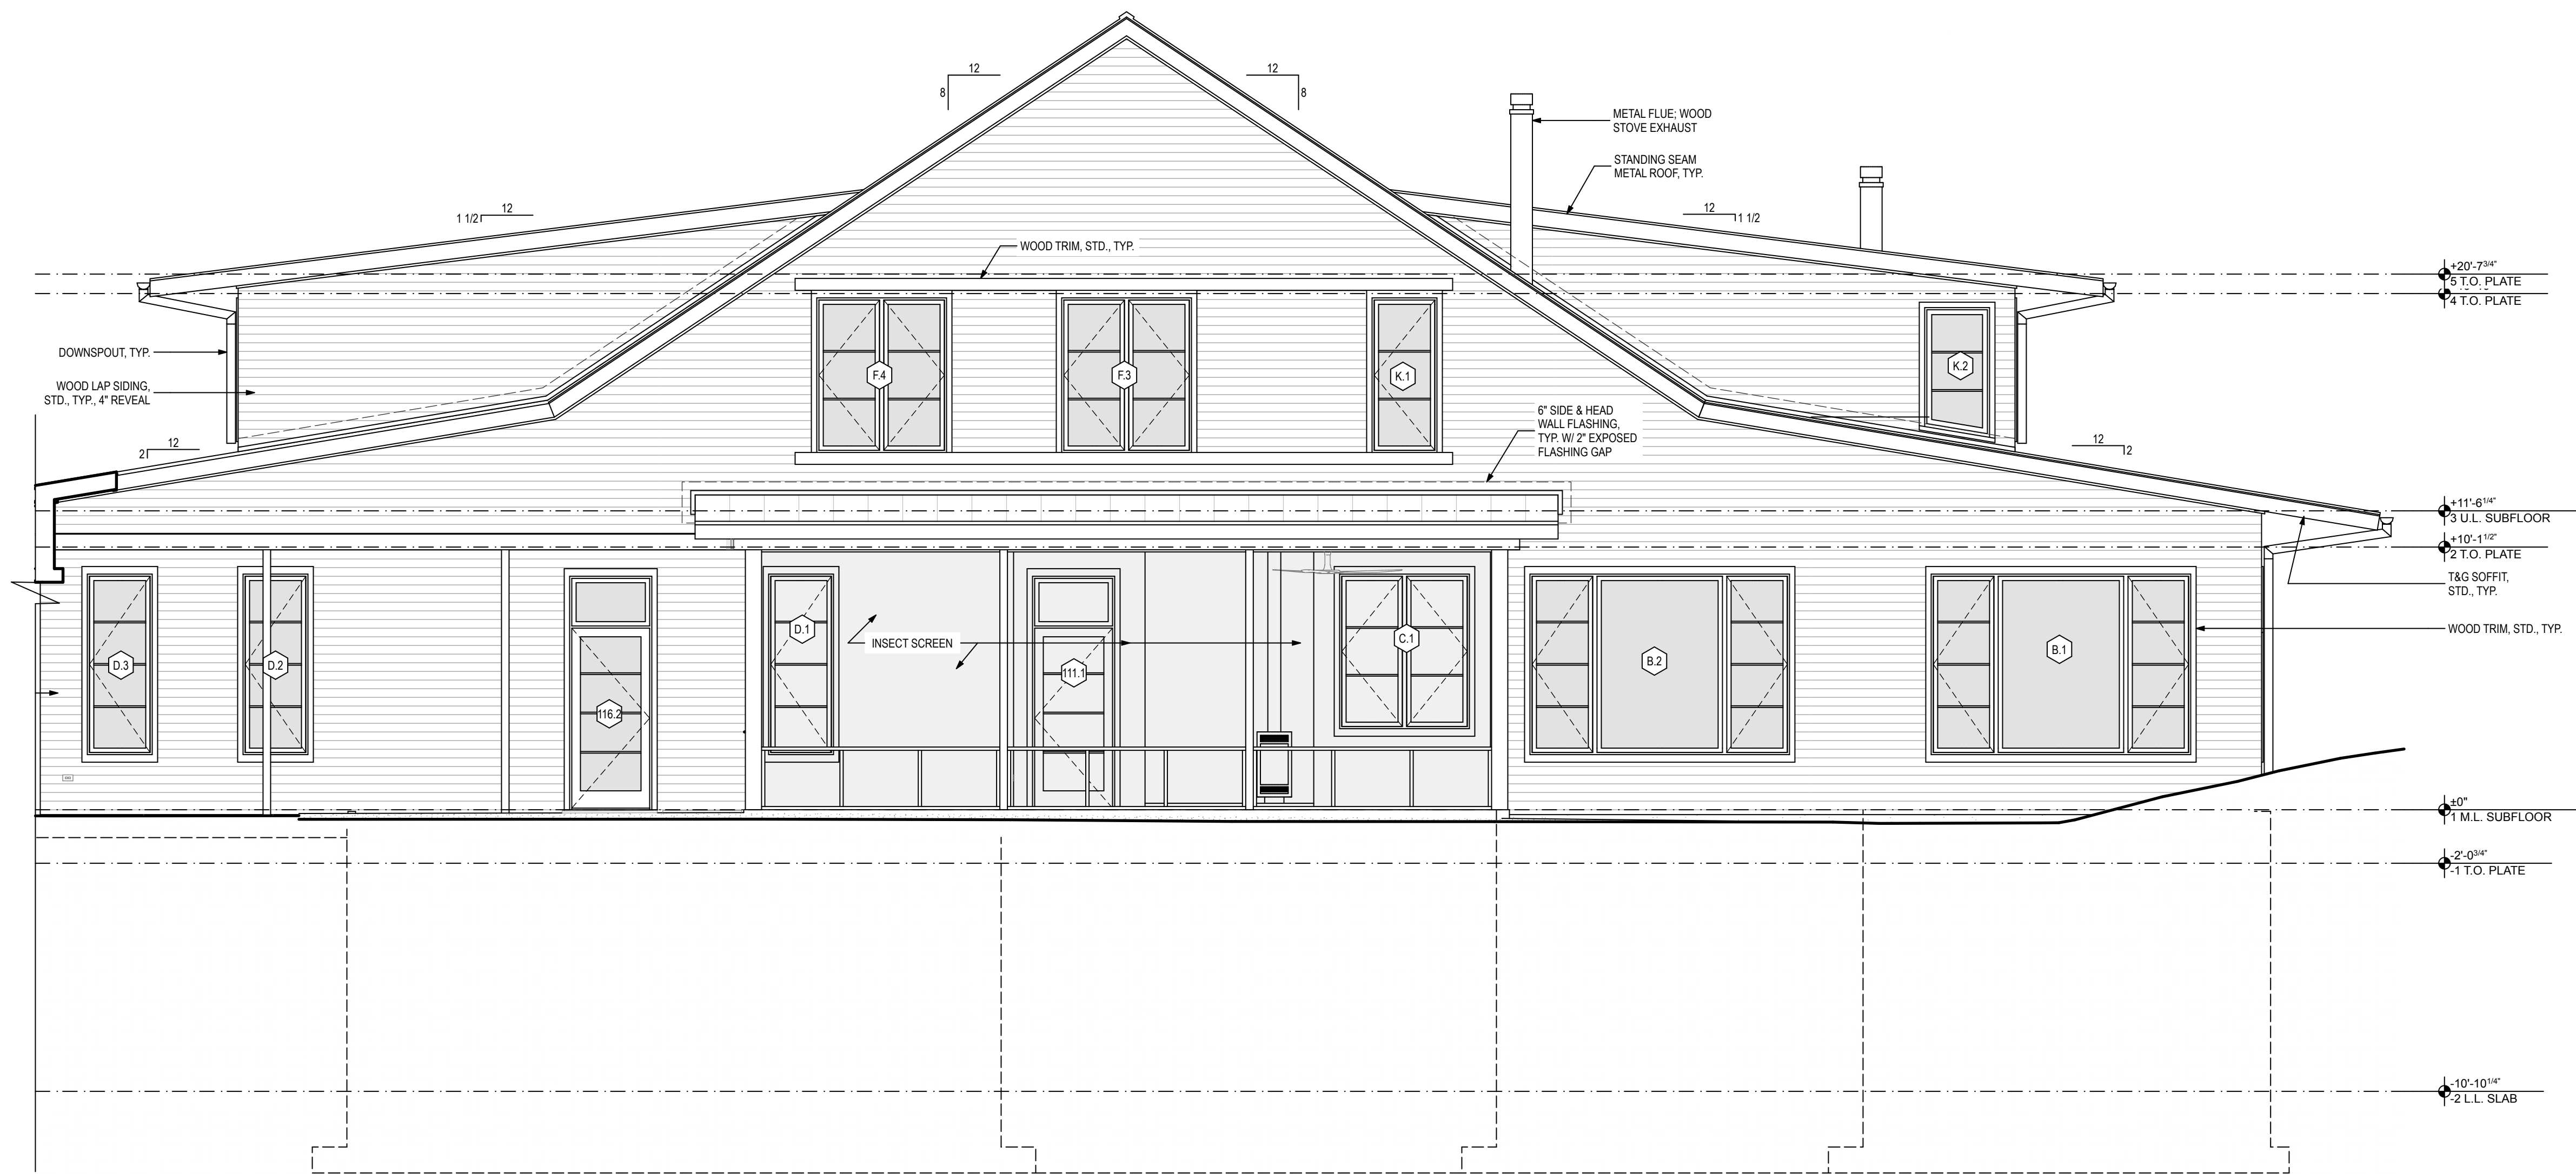 12
8
12
8
METAL FLUE; WOOD
STOVE EXHAUST
STANDING SEAM
METAL ROOF, TYP.
12
1 1/2
12
1 1/2
WOOD TRIM, STD., TYP.
+20'-7 3/4"
5 T.O. PLATE
4 T.O. PLATE
DOWNSPOUT, TYP.
WOOD LAP SIDING,
STD., TYP., 4" REVEAL
F.4
F.3
K.1
K.2
6" SIDE & HEAD
WALL FLASHING,
TYP. W/ 2" EXPOSED
FLASHING GAP
12
2
12
2
+11'-6 1/4"
3 U.L. SUBFLOOR
+10'-1 1/2"
2 T.O. PLATE
T&G SOFFIT,
STD., TYP.
WOOD TRIM, STD., TYP.
D.3
D.2
116.2
D.1
INSECT SCREEN
111.1
C.1
B.2
B.1
±0"
1 M.L. SUBFLOOR
-2'-0 3/4"
-1 T.O. PLATE
-10'-10 1/4"
-2 L.L. SLAB